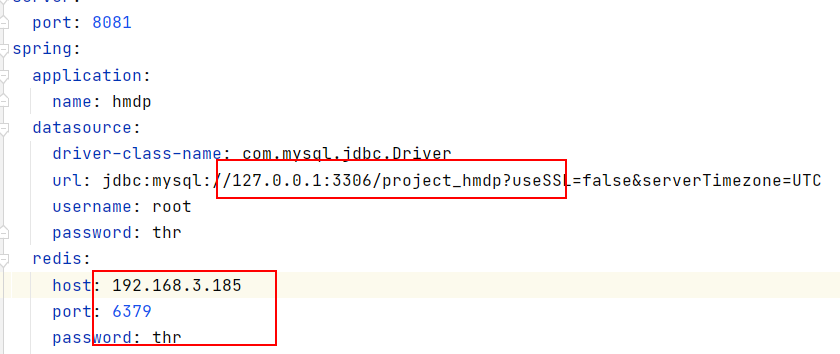 server:
port: 8081
spring:
application:
name: hmdp
datasource:
driver-class-name: com.mysql.jdbc.Driver
url: jdbc:mysql://127.0.0.1:3306/project_hmdp?useSSL=false&serverTimezone=UTC
username: root
password: thr
redis:
host: 192.168.3.185
port: 6379
password: thr